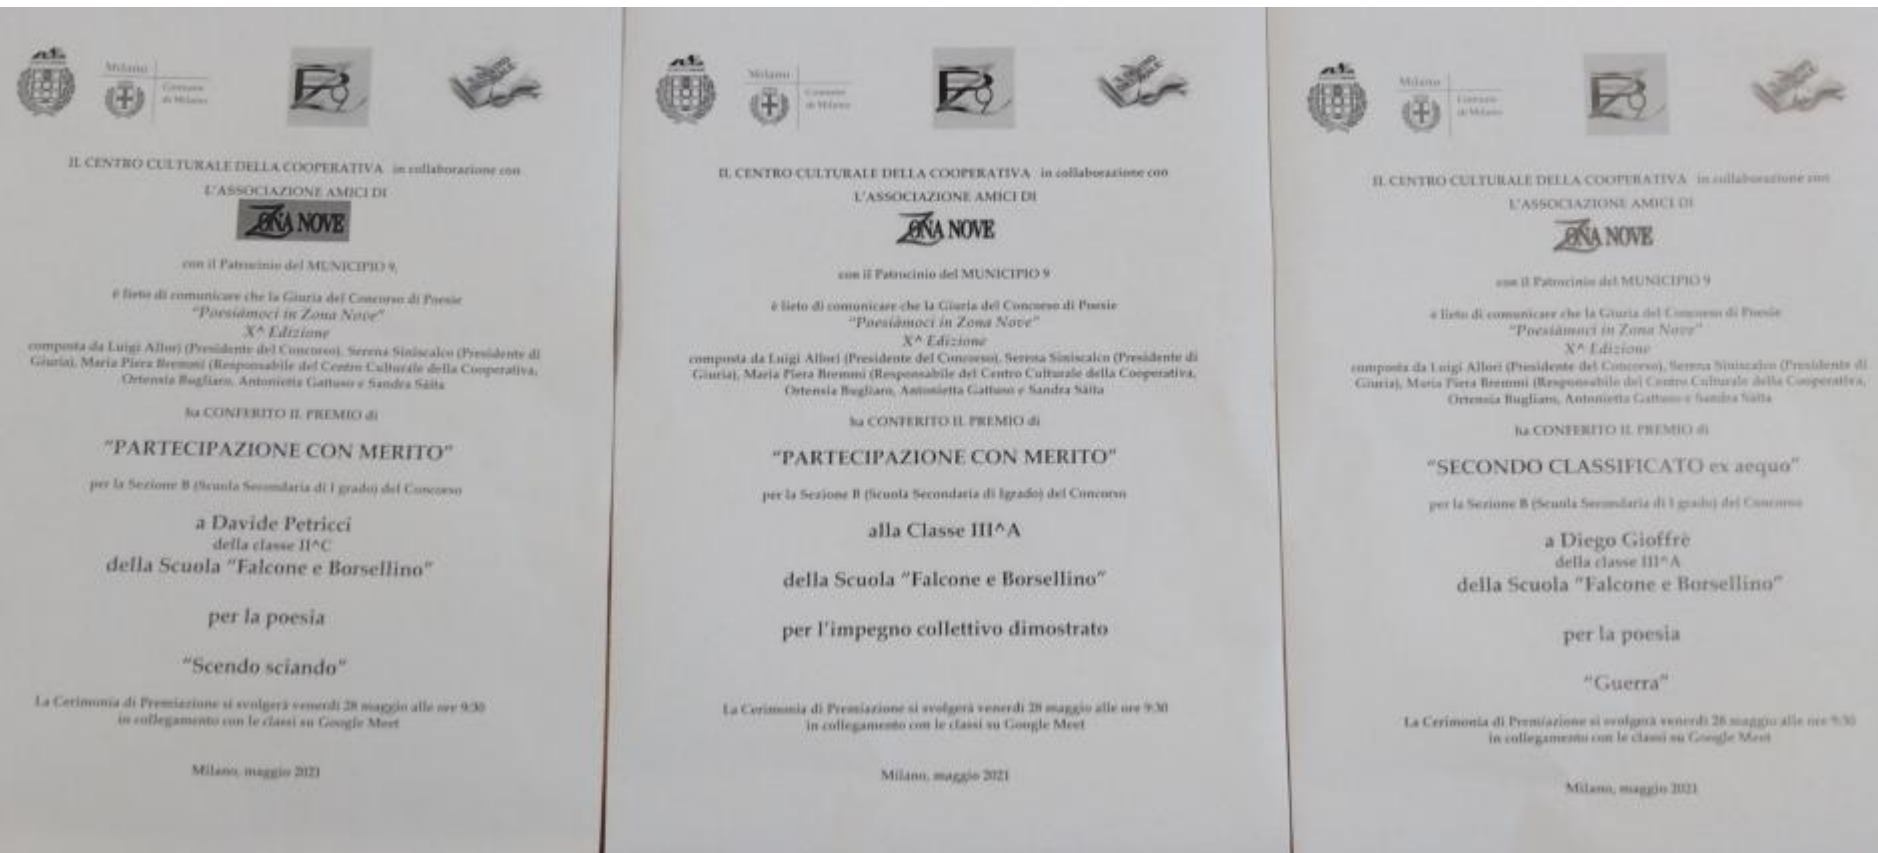 Milano
Comune
di Milano
IL CENTRO CULTURALE DELLA COOPERATIVA in collaborazione con
L'ASSOCIAZIONE AMICI DI
ZONA NOVE
con il Patrocinio del MUNICIPIO 9,
è lieto di comunicare che la Giuria del Concorso di Poesie
"Poesiàmoci in Zona Nove"
X^ Edizione
composta da Luigi Allori (Presidente del Concorso), Serena Siniscalco (Presidente di
Giuria), Maria Piera Bremmi (Responsabile del Centro Culturale della Cooperativa,
Ortensia Bugliaro, Antonietta Gattuso e Sandra Saita
ha CONFERITO IL PREMIO di
"PARTECIPAZIONE CON MERITO"
per la Sezione B (Scuola Secondaria di I grado) del Concorso
a Davide Petricci
della classe II^C
della Scuola "Falcone e Borsellino"
per la poesia
"Scendo sciando"
La Cerimonia di Premiazione si svolgerà venerdì 28 maggio alle ore 9:30
in collegamento con le classi su Google Meet
Milano, maggio 2021
Milano
Comune
di Milano
IL CENTRO CULTURALE DELLA COOPERATIVA in collaborazione con
L'ASSOCIAZIONE AMICI DI
ZONA NOVE
con il Patrocinio del MUNICIPIO 9
è lieto di comunicare che la Giuria del Concorso di Poesie
"Poesiàmoci in Zona Nove"
X^ Edizione
composta da Luigi Allori (Presidente del Concorso), Serena Siniscalco (Presidente di
Giuria), Maria Piera Bremmi (Responsabile del Centro Culturale della Cooperativa,
Ortensia Bugliaro, Antonietta Gattuso e Sandra Saita
ha CONFERITO IL PREMIO di
"PARTECIPAZIONE CON MERITO"
per la Sezione B (Scuola Secondaria di Igrado) del Concorso
alla Classe III^A
della Scuola "Falcone e Borsellino"
per l'impegno collettivo dimostrato
La Cerimonia di Premiazione si svolgerà venerdì 28 maggio alle ore 9:30
in collegamento con le classi su Google Meet
Milano, maggio 2021
Milano
Comune
di Milano
IL CENTRO CULTURALE DELLA COOPERATIVA in collaborazione con
L'ASSOCIAZIONE AMICI DI
ZONA NOVE
con il Patrocinio del MUNICIPIO 9
è lieto di comunicare che la Giuria del Concorso di Poesie
"Poesiàmoci in Zona Nove"
X^ Edizione
composta da Luigi Allori (Presidente del Concorso), Serena Siniscalco (Presidente di
Giuria), Maria Piera Bremmi (Responsabile del Centro Culturale della Cooperativa,
Ortensia Bugliaro, Antonietta Gattuso e Sandra Saita
ha CONFERITO IL PREMIO di
"SECONDO CLASSIFICATO ex aequo"
per la Sezione B (Scuola Secondaria di I grado) del Concorso
a Diego Gioffrè
della classe III^A
della Scuola "Falcone e Borsellino"
per la poesia
"Guerra"
La Cerimonia di Premiazione si svolgerà venerdì 28 maggio alle ore 9:30
in collegamento con le classi su Google Meet
Milano, maggio 2021